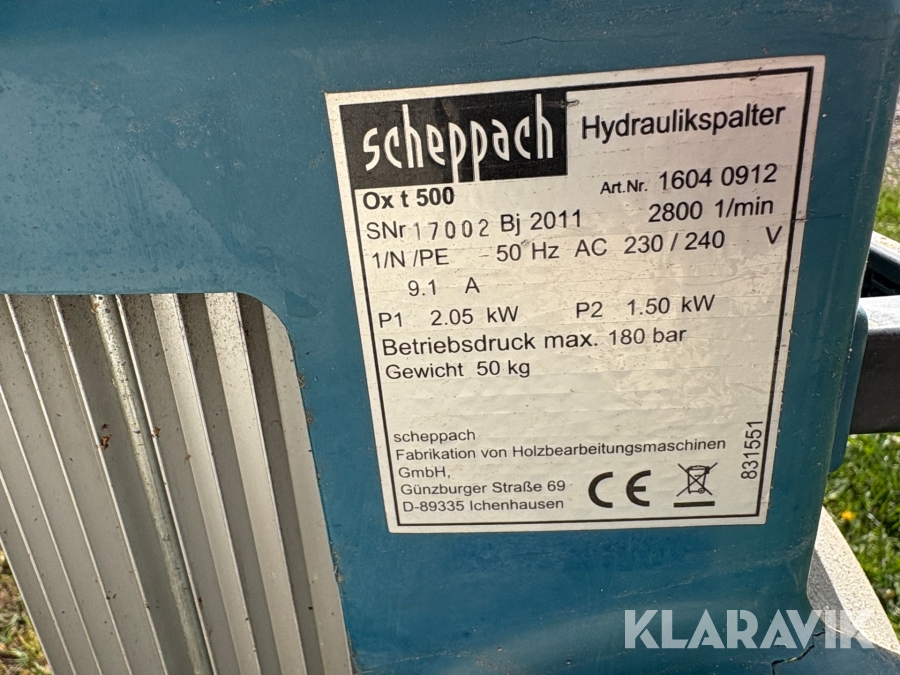 scheppach Hydraulikspalter
Ox t 500 Art.Nr. 1604 0912
SNr 17002 Bj 2011 2800 1/min
1/N /PE 50 Hz AC 230 / 240 V
9.1 A
P1 2.05 kW P2 1.50 kW
Betriebsdruck max. 180 bar
Gewicht 50 kg
scheppach
Fabrikation von Holzbearbeitungsmaschinen
GmbH,
Günzburger Straße 69
D-89335 Ichenhausen
CE
831551
KLARAVIK